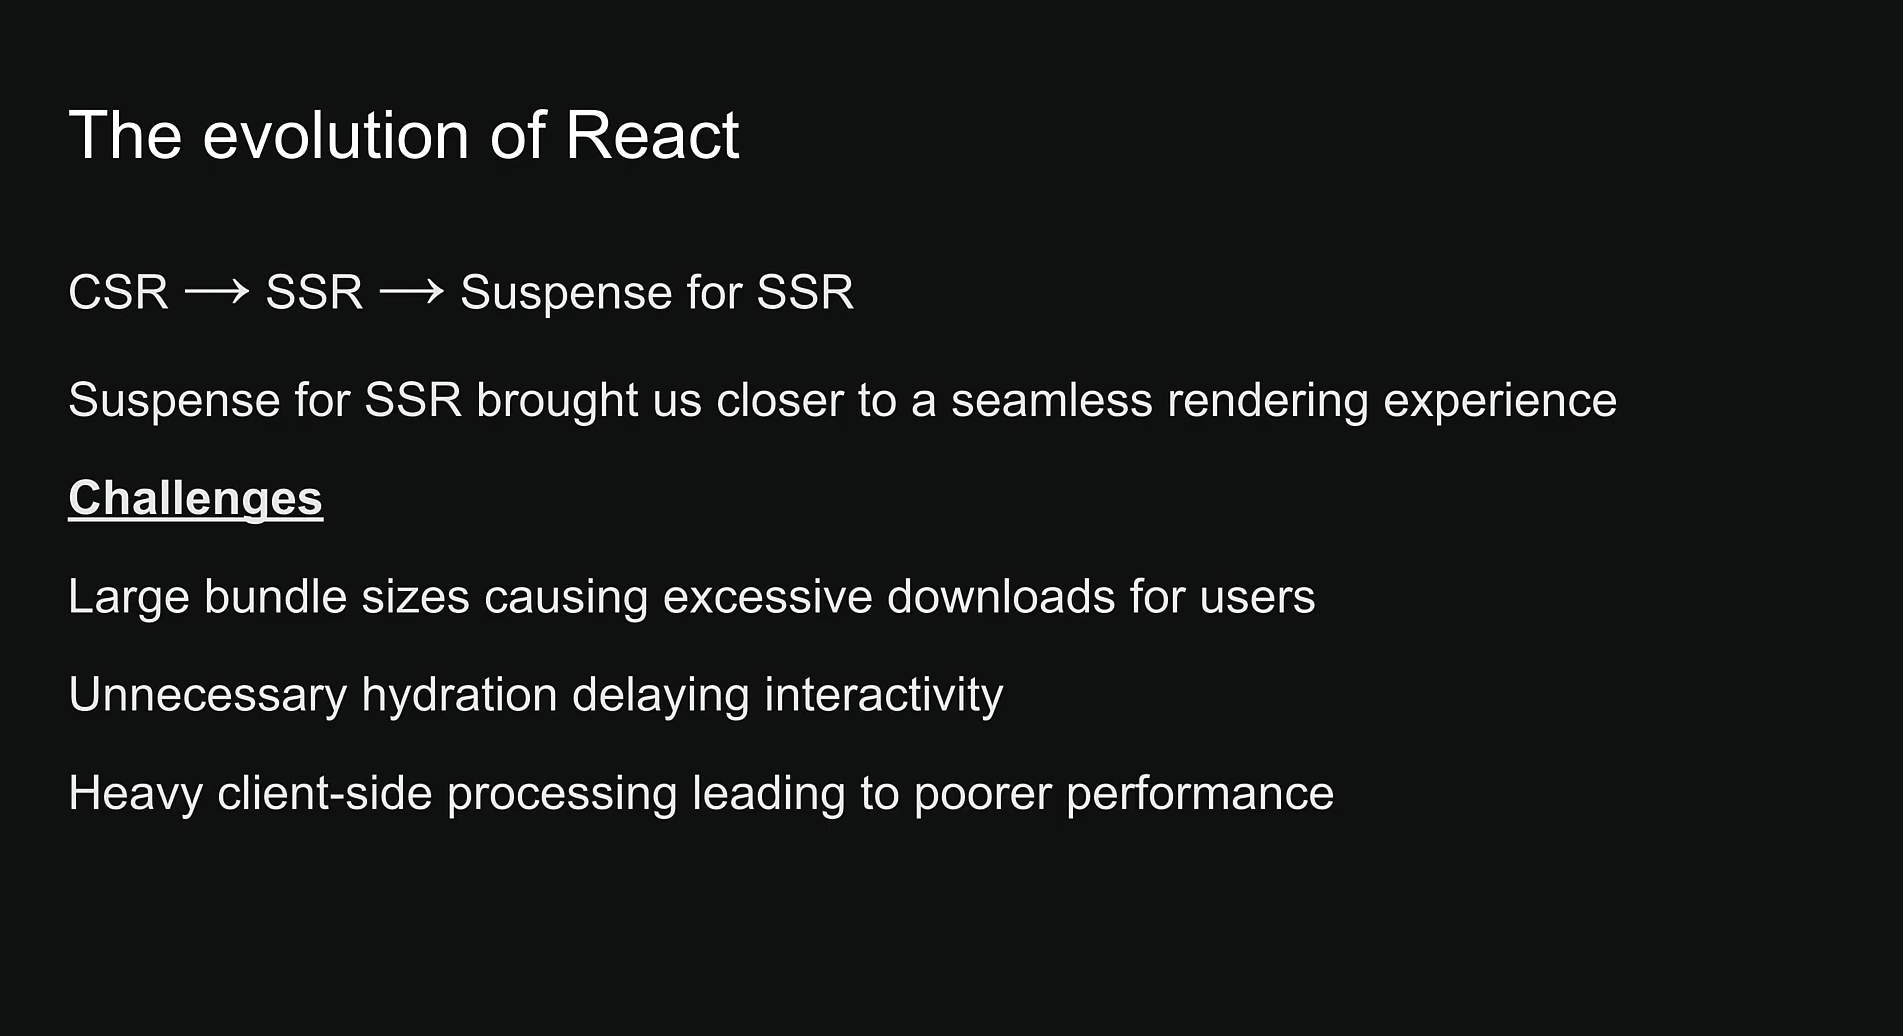 The evolution of React
CSR ⟶ SSR ⟶ Suspense for SSR
Suspense for SSR brought us closer to a seamless rendering experience
Challenges
Large bundle sizes causing excessive downloads for users
Unnecessary hydration delaying interactivity
Heavy client-side processing leading to poorer performance